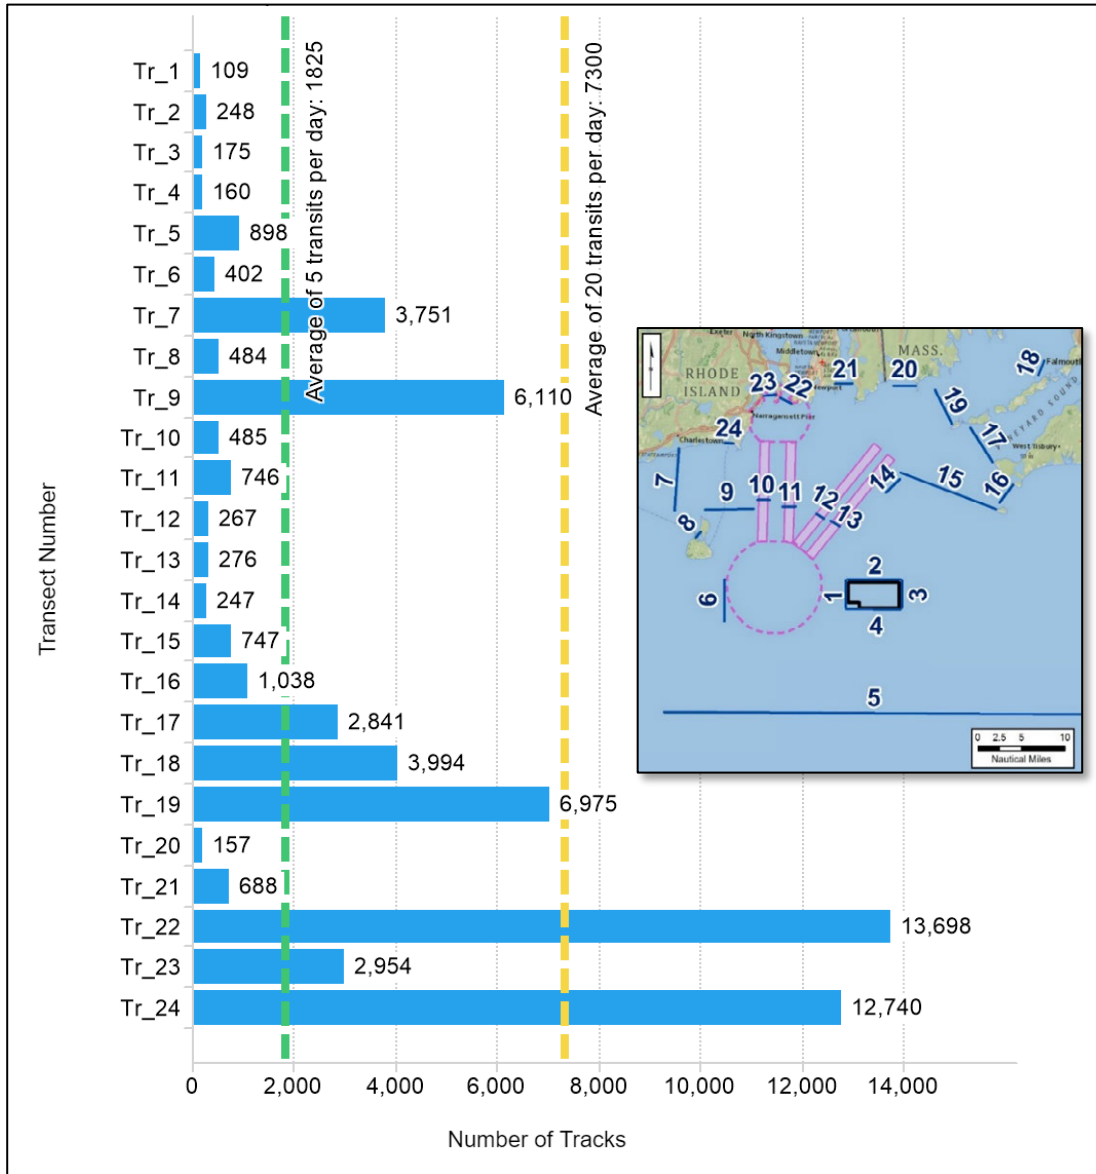 Tr_1 109
Tr_2 248
Tr_3 175
Tr_4 160
Tr_5 898
Tr_6 402
Tr_7 3,751
Tr_8 484
Tr_9 6,110
Tr_10 485
Tr_11 746
Tr_12 267
Tr_13 276
Tr_14 247
Tr_15 747
Tr_16 1,038
Tr_17 2,841
Tr_18 3,994
Tr_19 6,975
Tr_20 157
Tr_21 688
Tr_22 13,698
Tr_23 2,954
Tr_24 12,740
Average of 5 transits per day: 1825
Average of 20 transits per day: 7300
Transect Number
0 2,000 4,000 6,000 8,000 10,000 12,000 14,000
Number of Tracks
Exeter
North Kingstown
Middletown
MASS.
RHODE
ISLAND
Narragansett Pier
Charlestown
Falmouth
West Tisbury
18
21
20
23
22
19
24
17
7
9
10
11
12
13
14
15
16
8
6
1
2
3
4
5
0 2.5 5 10
Nautical Miles